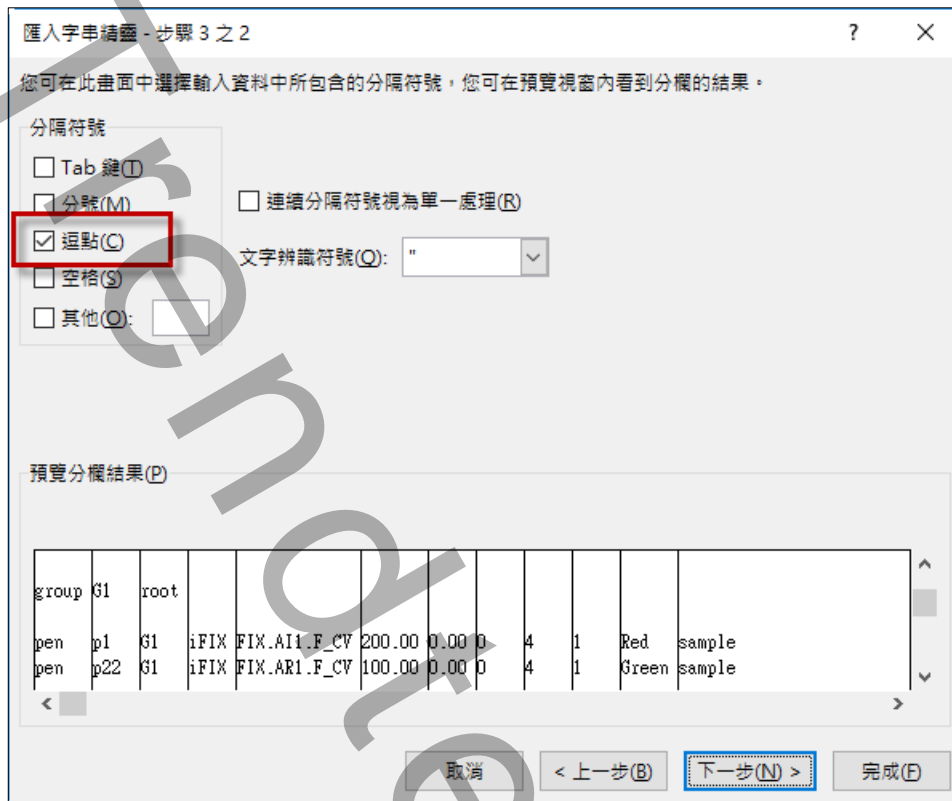 匯入字串精靈 - 步驟 3 之 2
? ×
您可在此畫面中選擇輸入資料中所包含的分隔符號，您可在預覽視窗內看到分欄的結果。
分隔符號
Tab 鍵(T)
分號(M)
連續分隔符號視為單一處理(R)
逗點(C)
文字辨識符號(Q): "
空格(S)
其他(O):
預覽分欄結果(P)
group G1 root
pen p1 G1 iFIX FIX.AI1.F_CV 200.00 0.00 0 4 1 Red sample
pen p22 G1 iFIX FIX.AR1.F_CV 100.00 0.00 0 4 1 Green sample
取消 < 上一步(B) 下一步(N) > 完成(F)
Trendte